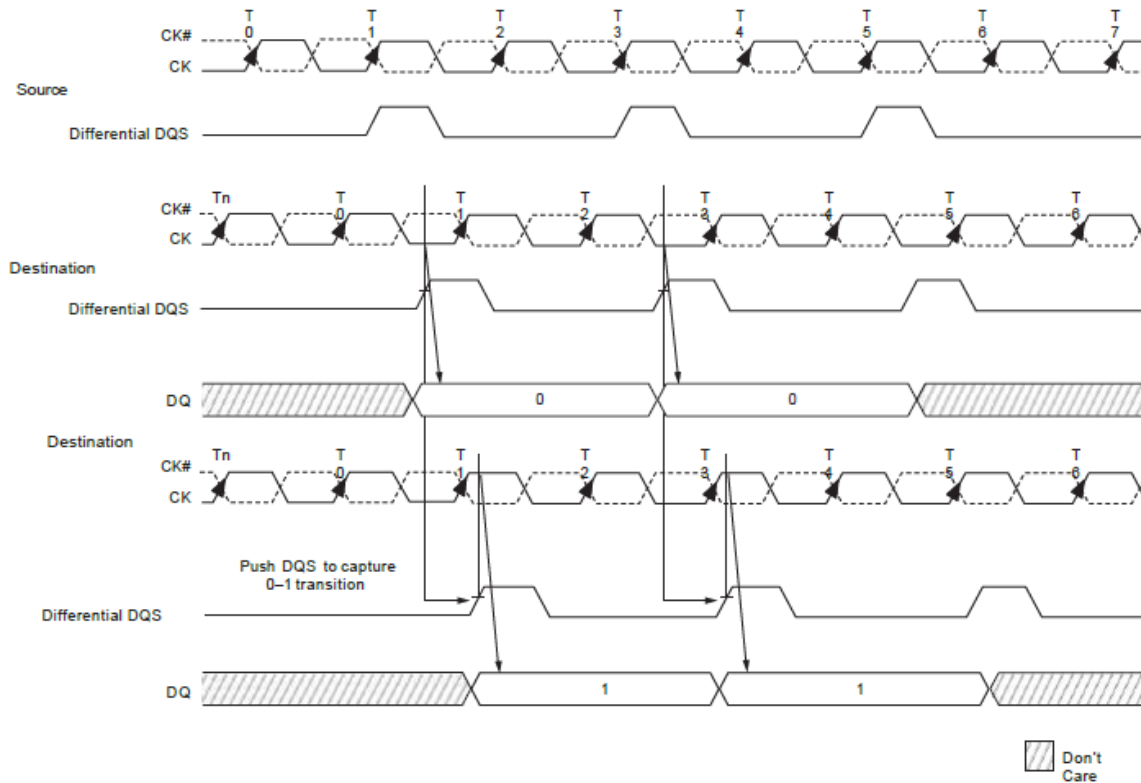 T T T T T T T T
CK# 0 1 2 3 4 5 6 7
CK
Source
Differential DQS
Tn T T T T T T T
CK# 0 1 2 3 4 5 6
CK
Destination
Differential DQS
DQ 0 0
Destination
Tn T T T T T T T
CK# 0 1 2 3 4 5 6
CK
Push DQS to capture
0–1 transition
Differential DQS
DQ 1 1
Don't
Care